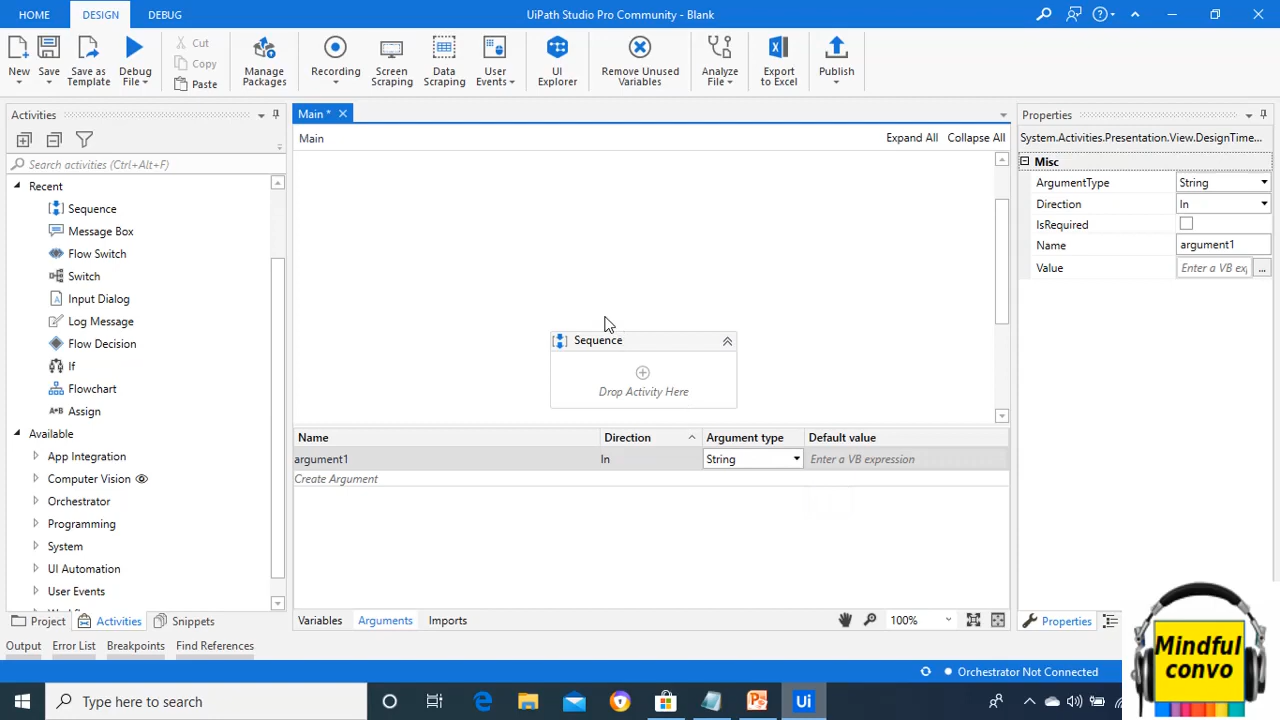 HOME DESIGN DEBUG UiPath Studio Pro Community - Blank
New Save Save as Template Debug File Cut Copy Paste Manage Packages Recording Screen Scraping Data Scraping User Events UI Explorer Remove Unused Variables Analyze File Export to Excel Publish
Activities
Search activities (Ctrl+Alt+F)
Recent
Sequence
Message Box
Flow Switch
Switch
Input Dialog
Log Message
Flow Decision
If
Flowchart
A+B Assign
Available
App Integration
Computer Vision
Orchestrator
Programming
System
UI Automation
User Events
Project Activities Snippets
Main *
Main Expand All Collapse All
Sequence
Drop Activity Here
Name Direction Argument type Default value
argument1 In String Enter a VB expression
Create Argument
Variables Arguments Imports 100%
Properties
System.Activities.Presentation.View.DesignTime...
Misc
ArgumentType String
Direction In
IsRequired
Name argument1
Value Enter a VB exp ...
Properties
Output Error List Breakpoints Find References
Orchestrator Not Connected
Type here to search
Ui
Mindful
convo